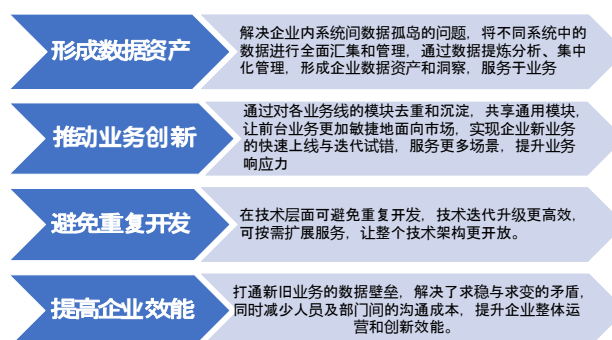 形成数据资产
解决企业内系统间数据孤岛的问题，将不同系统中的
数据进行全面汇集和管理，通过数据提炼分析、集中
化管理，形成企业数据资产和洞察，服务于业务
推动业务创新
通过对各业务线的模块去重和沉淀，共享通用模块，
让前台业务更加敏捷地面向市场，实现企业新业务
的快速上线与迭代试错，服务更多场景，提升业务
响应力
避免重复开发
在技术层面可避免重复开发，技术迭代升级更高效，
可按需扩展服务，让整个技术架构更开放。
提高企业效能
打通新旧业务的数据壁垒，解决了求稳与求变的矛盾，
同时减少人员及部门间的沟通成本，提升企业整体运
营和创新效能。